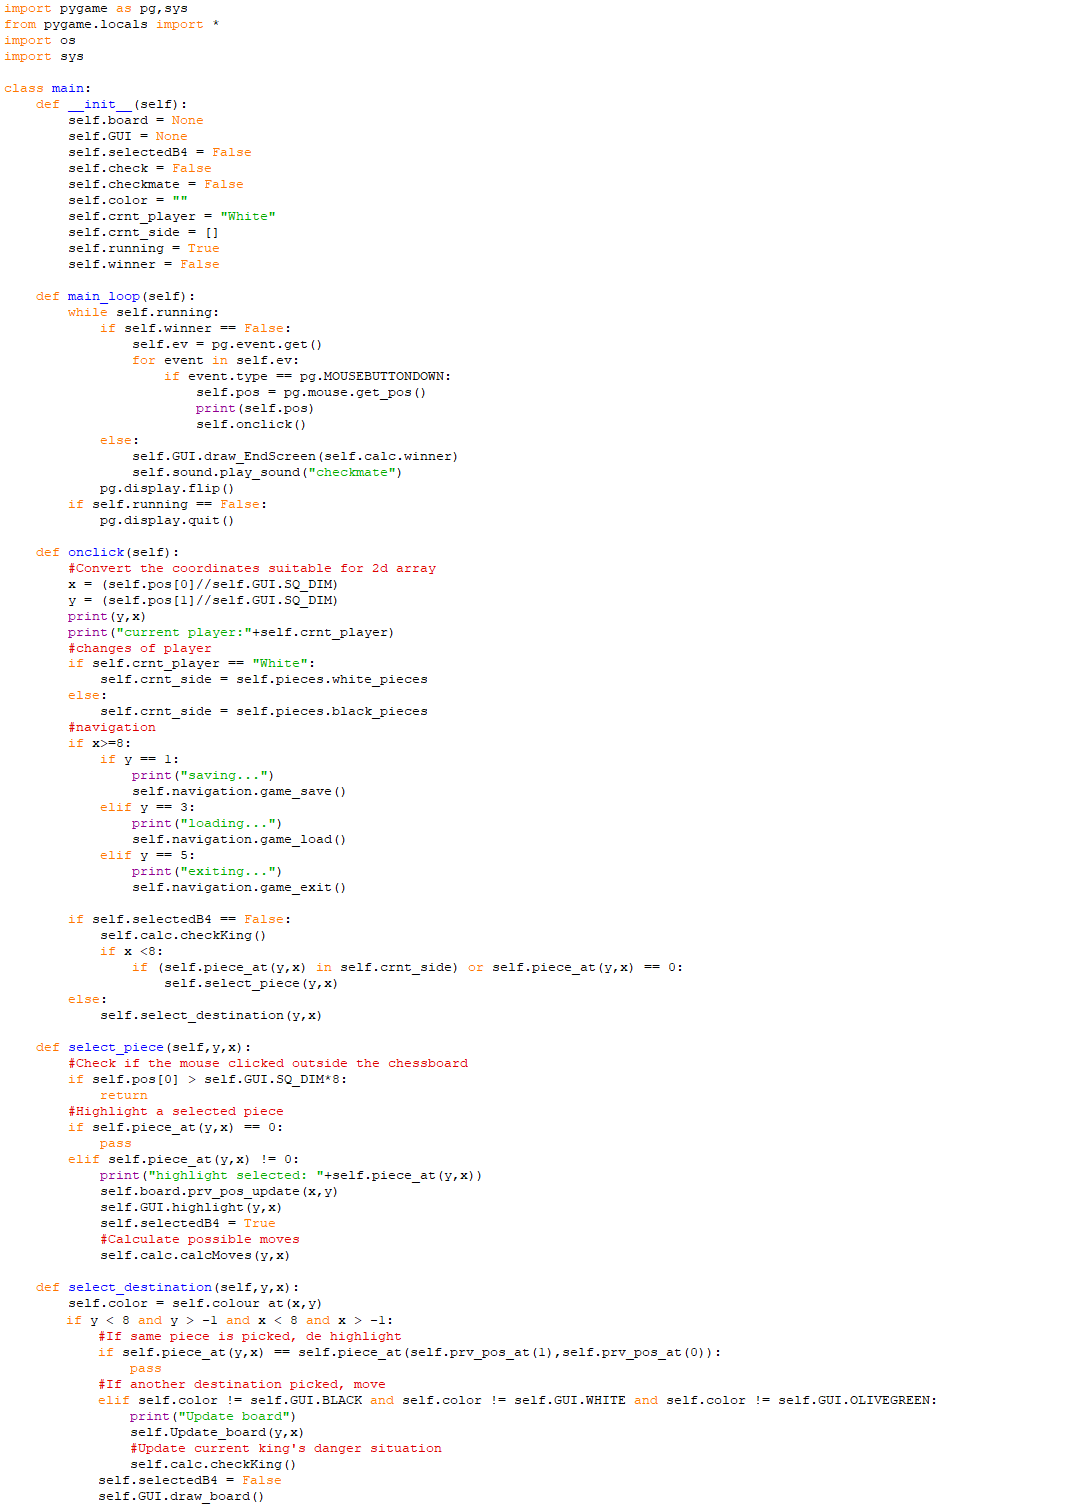 import pygame as pg,sys
from pygame.locals import *
import os
import sys

class main:
    def __init__(self):
        self.board = None
        self.GUI = None
        self.selectedB4 = False
        self.check = False
        self.checkmate = False
        self.color = ""
        self.crnt_player = "White"
        self.crnt_side = []
        self.running = True
        self.winner = False

    def main_loop(self):
        while self.running:
            if self.winner == False:
                self.ev = pg.event.get()
                for event in self.ev:
                    if event.type == pg.MOUSEBUTTONDOWN:
                        self.pos = pg.mouse.get_pos()
                        print(self.pos)
                        self.onclick()
            else:
                self.GUI.draw_EndScreen(self.calc.winner)
                self.sound.play_sound("checkmate")
            pg.display.flip()
        if self.running == False:
            pg.display.quit()

    def onclick(self):
        #Convert the coordinates suitable for 2d array
        x = (self.pos[0]//self.GUI.SQ_DIM)
        y = (self.pos[1]//self.GUI.SQ_DIM)
        print(y,x)
        print("current player:"+self.crnt_player)
        #changes of player
        if self.crnt_player == "White":
            self.crnt_side = self.pieces.white_pieces
        else:
            self.crnt_side = self.pieces.black_pieces
        #navigation
        if x>=8:
            if y == 1:
                print("saving...")
                self.navigation.game_save()
            elif y == 3:
                print("loading...")
                self.navigation.game_load()
            elif y == 5:
                print("exiting...")
                self.navigation.game_exit()

        if self.selectedB4 == False:
            self.calc.checkKing()
            if x <8:
                if (self.piece_at(y,x) in self.crnt_side) or self.piece_at(y,x) == 0:
                    self.select_piece(y,x)
        else:
            self.select_destination(y,x)

    def select_piece(self,y,x):
        #Check if the mouse clicked outside the chessboard
        if self.pos[0] > self.GUI.SQ_DIM*8:
            return
        #Highlight a selected piece
        if self.piece_at(y,x) == 0:
            pass
        elif self.piece_at(y,x) != 0:
            print("highlight selected: "+self.piece_at(y,x))
            self.board.prv_pos_update(x,y)
            self.GUI.highlight(y,x)
            self.selectedB4 = True
            #Calculate possible moves
            self.calc.calcMoves(y,x)

    def select_destination(self,y,x):
        self.color = self.colour at(x,y)
        if y < 8 and y > -1 and x < 8 and x > -1:
            #If same piece is picked, de highlight
            if self.piece_at(y,x) == self.piece_at(self.prv_pos_at(1),self.prv_pos_at(0)):
                pass
            #If another destination picked, move
            elif self.color != self.GUI.BLACK and self.color != self.GUI.WHITE and self.color != self.GUI.OLIVEGREEN:
                print("Update board")
                self.Update_board(y,x)
                #Update current king's danger situation
                self.calc.checkKing()
            self.selectedB4 = False
            self.GUI.draw_board()